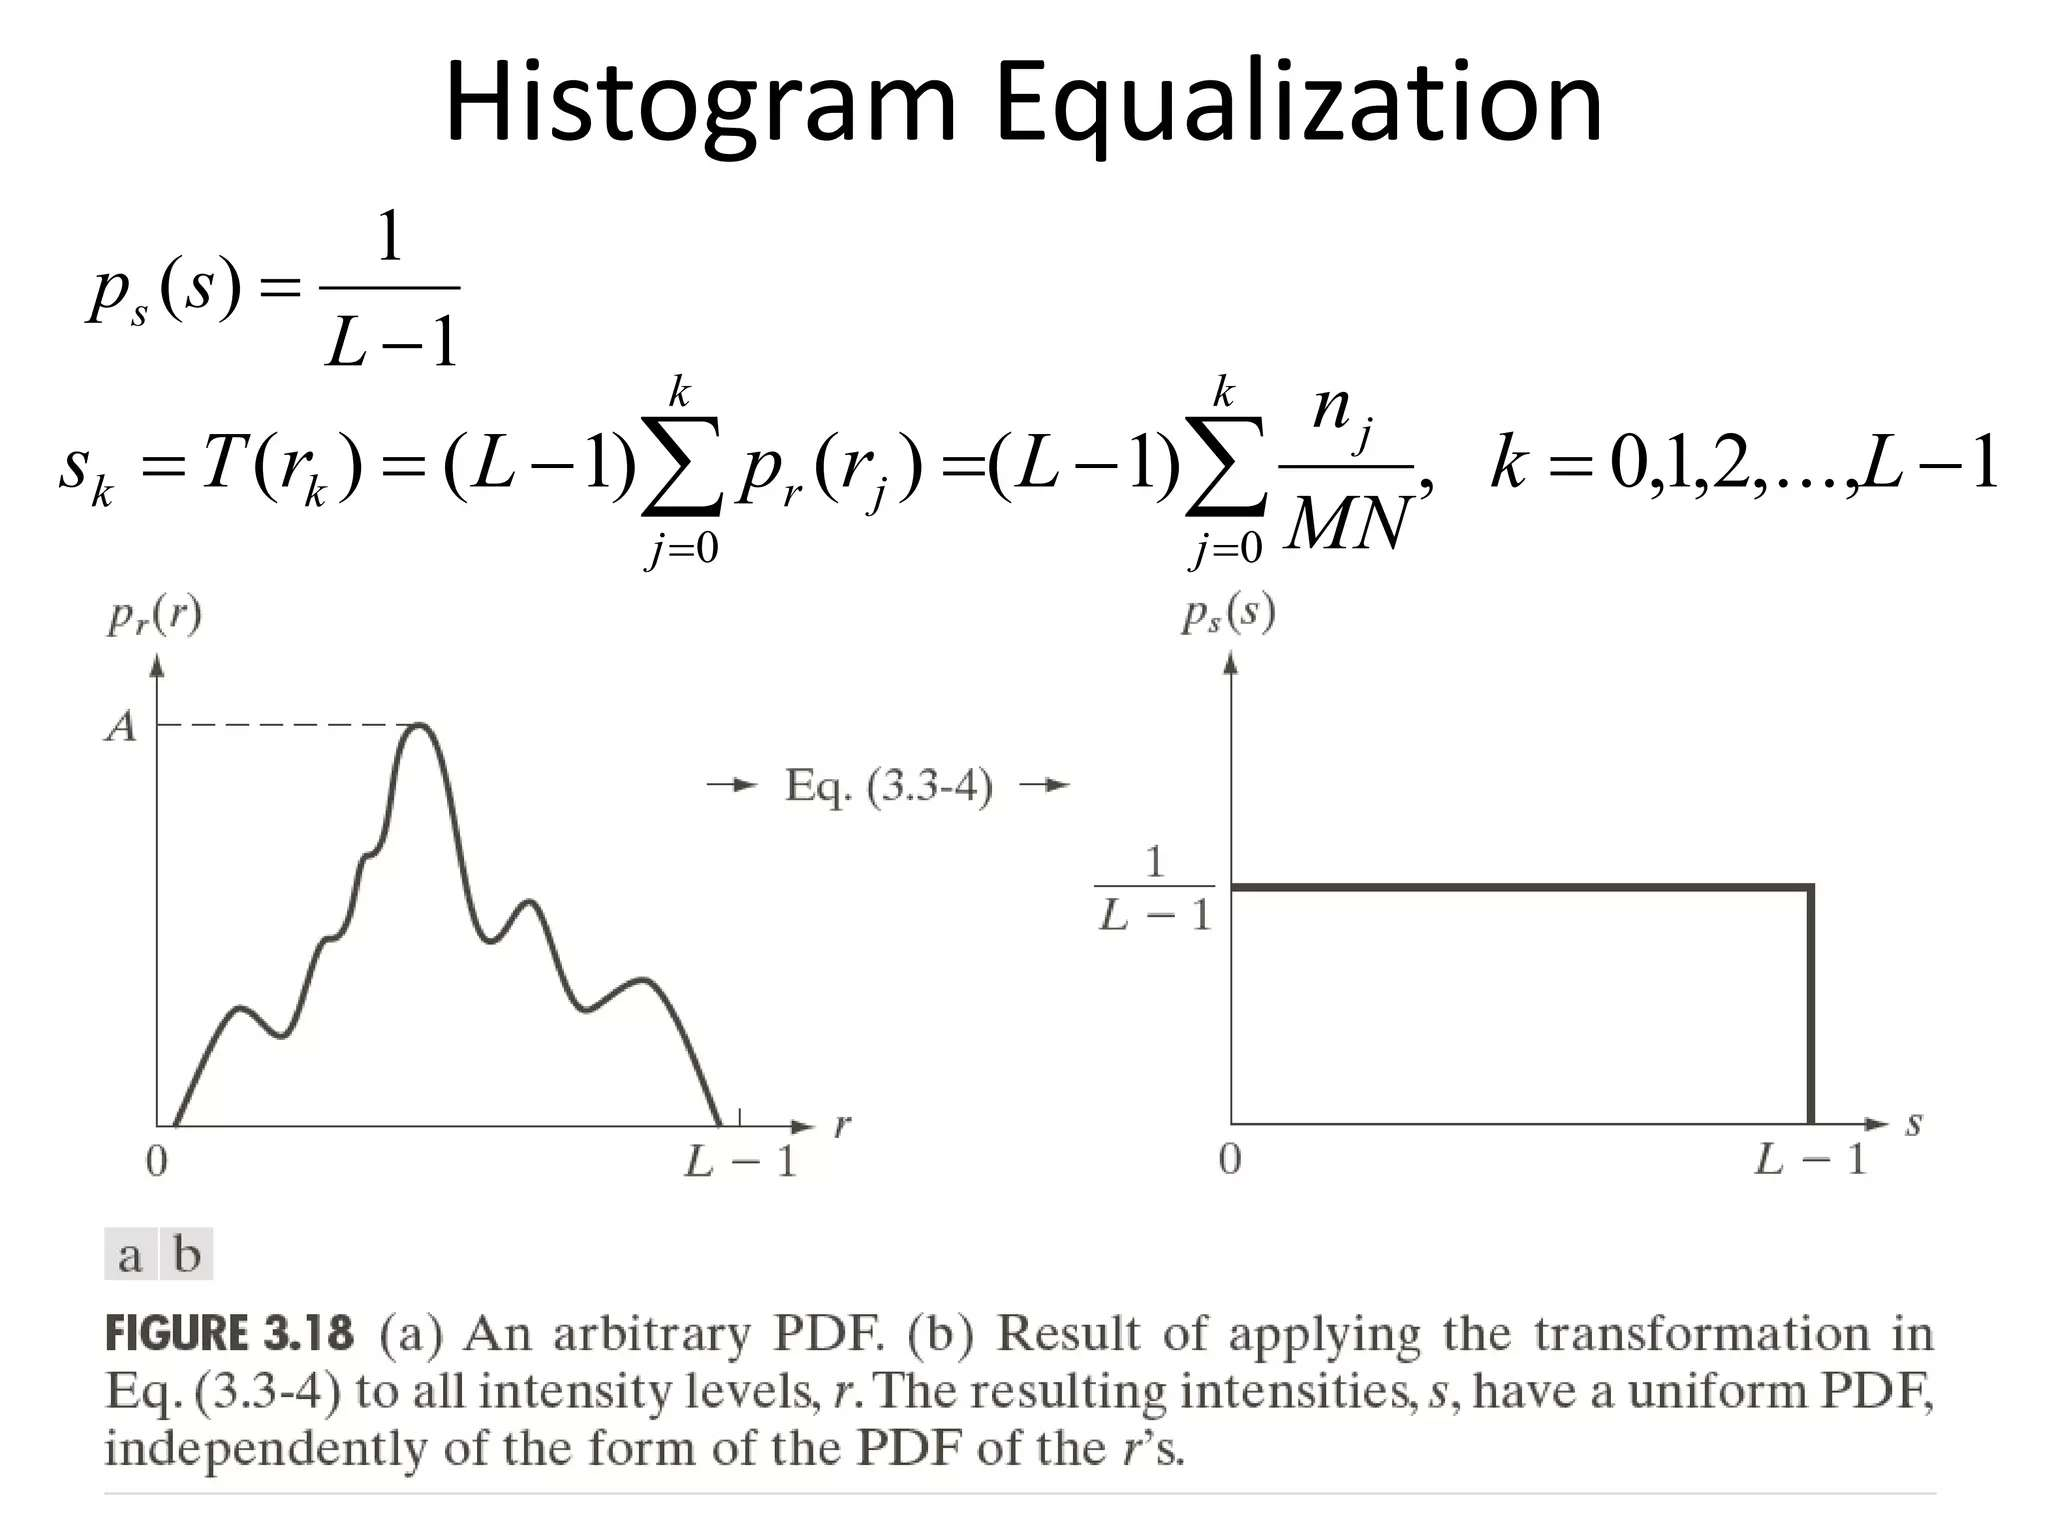 Histogram Equalization
p_s(s) = 1/(L−1)
s_k = T(r_k) = (L−1) ∑_{j=0}^{k} p_r(r_j) = (L−1) ∑_{j=0}^{k} n_j/MN, k = 0,1,2,...,L−1
p_r(r)
p_s(s)
A
→ Eq. (3.3-4) →
1/(L − 1)
0
L − 1
r
0
L − 1
s
a b
FIGURE 3.18 (a) An arbitrary PDF. (b) Result of applying the transformation in
Eq. (3.3-4) to all intensity levels, r. The resulting intensities, s, have a uniform PDF,
independently of the form of the PDF of the r’s.